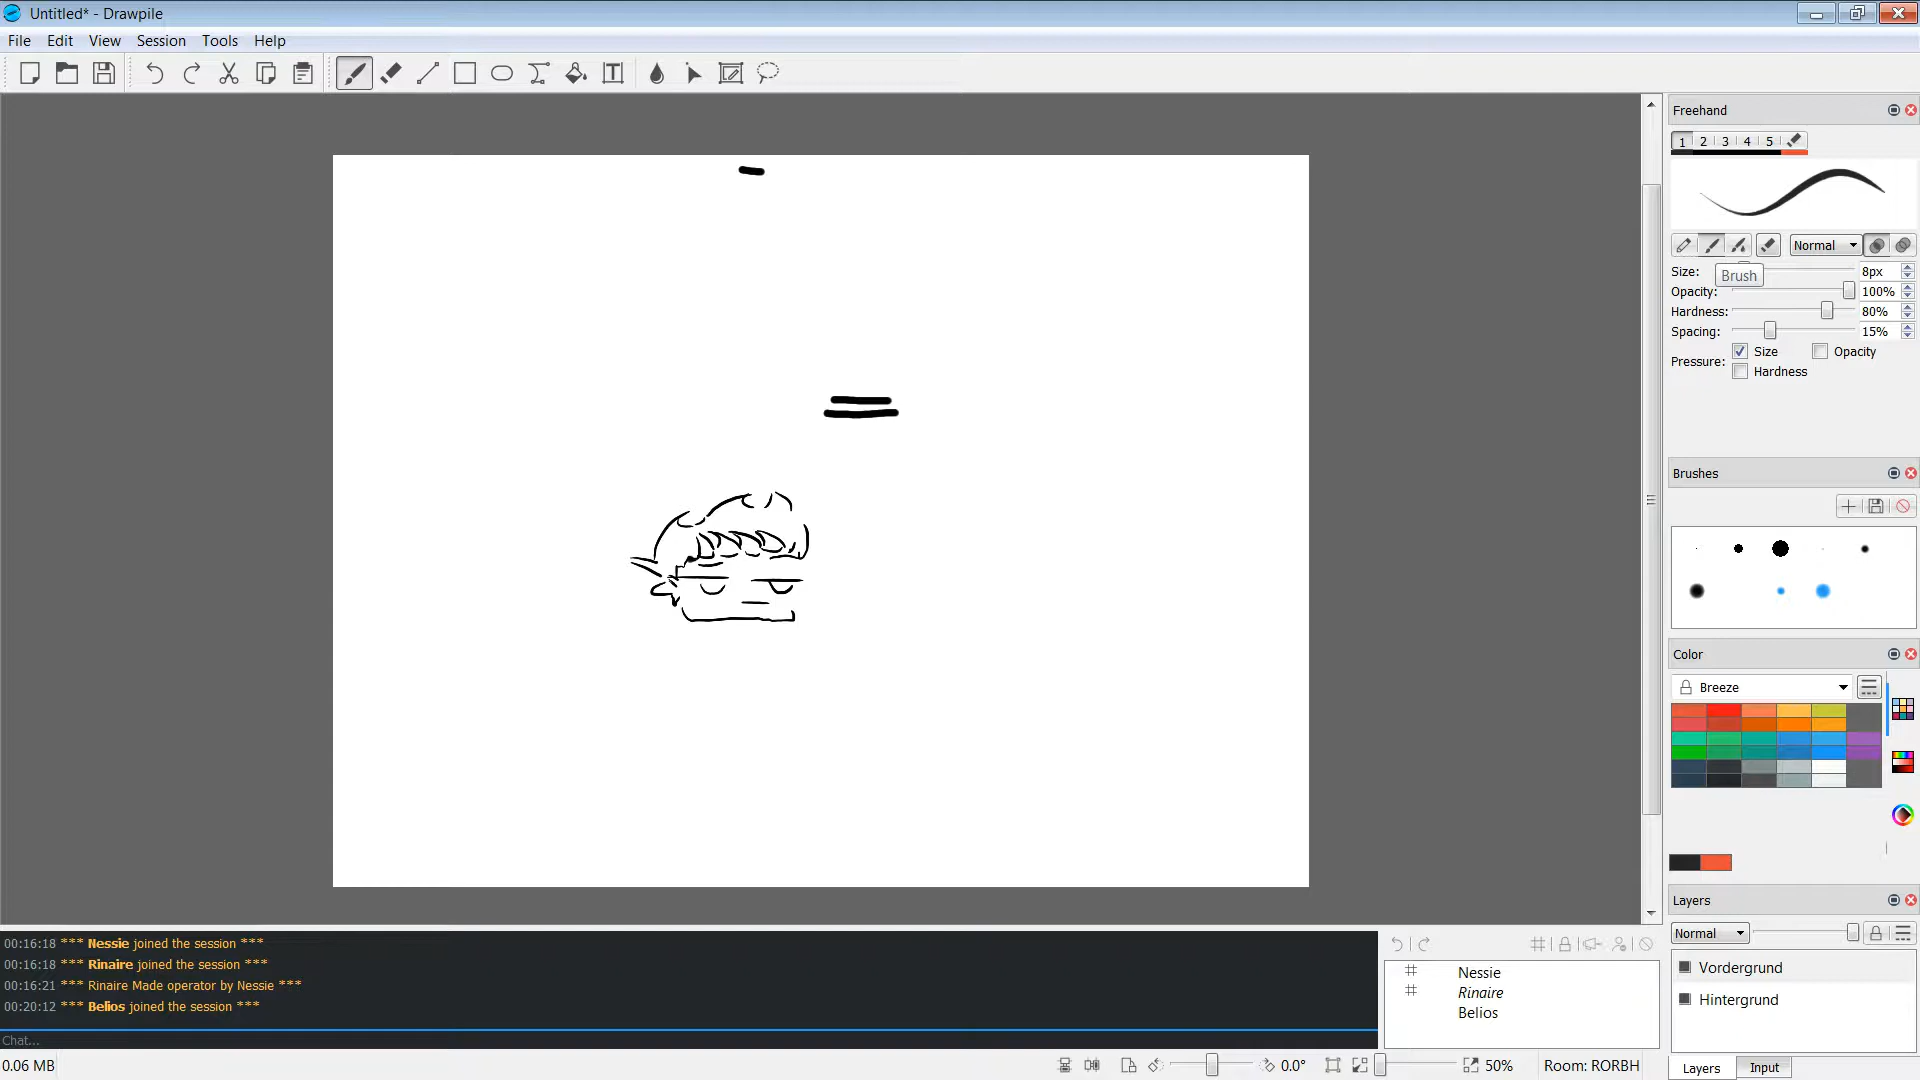 Untitled* - Drawpile
File Edit View Session Tools Help
Freehand
1 2 3 4 5
Normal
Size: 8px
Brush
Opacity: 100%
Hardness: 80%
Spacing: 15%
Pressure: Size Opacity
Hardness
Brushes
Color
Breeze
Layers
Normal
Vordergrund
Hintergrund
Layers Input
00:16:18 *** Nessie joined the session ***
00:16:18 *** Rinaire joined the session ***
00:16:21 *** Rinaire Made operator by Nessie ***
00:20:12 *** Belios joined the session ***
Chat...
Nessie
Rinaire
Belios
0.06 MB
0.0°
50%
Room: RORBH